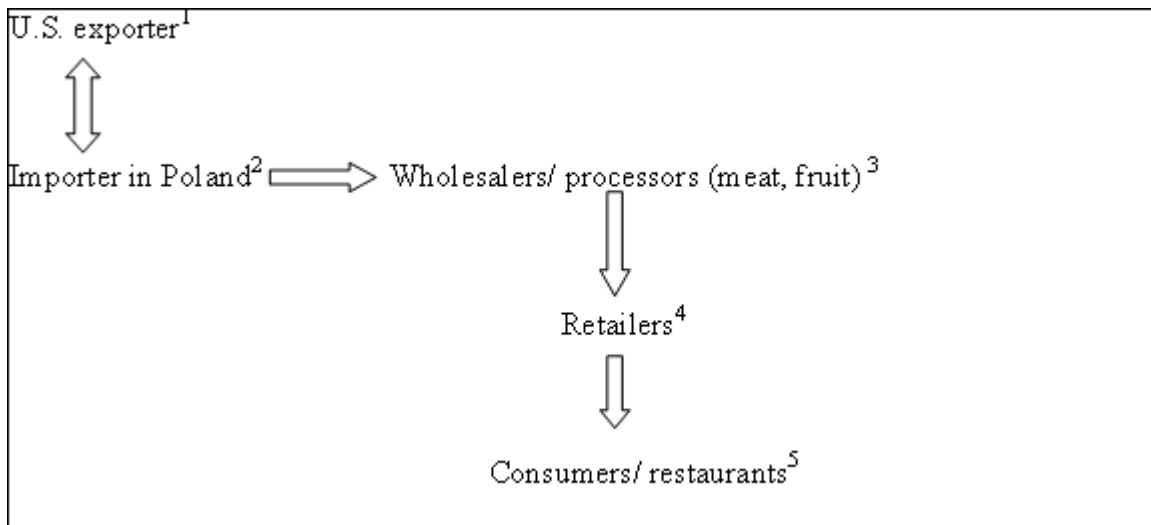 U.S. exporter1
Importer in Poland2
Wholesalers/ processors (meat, fruit) 3
Retailers4
Consumers/ restaurants5